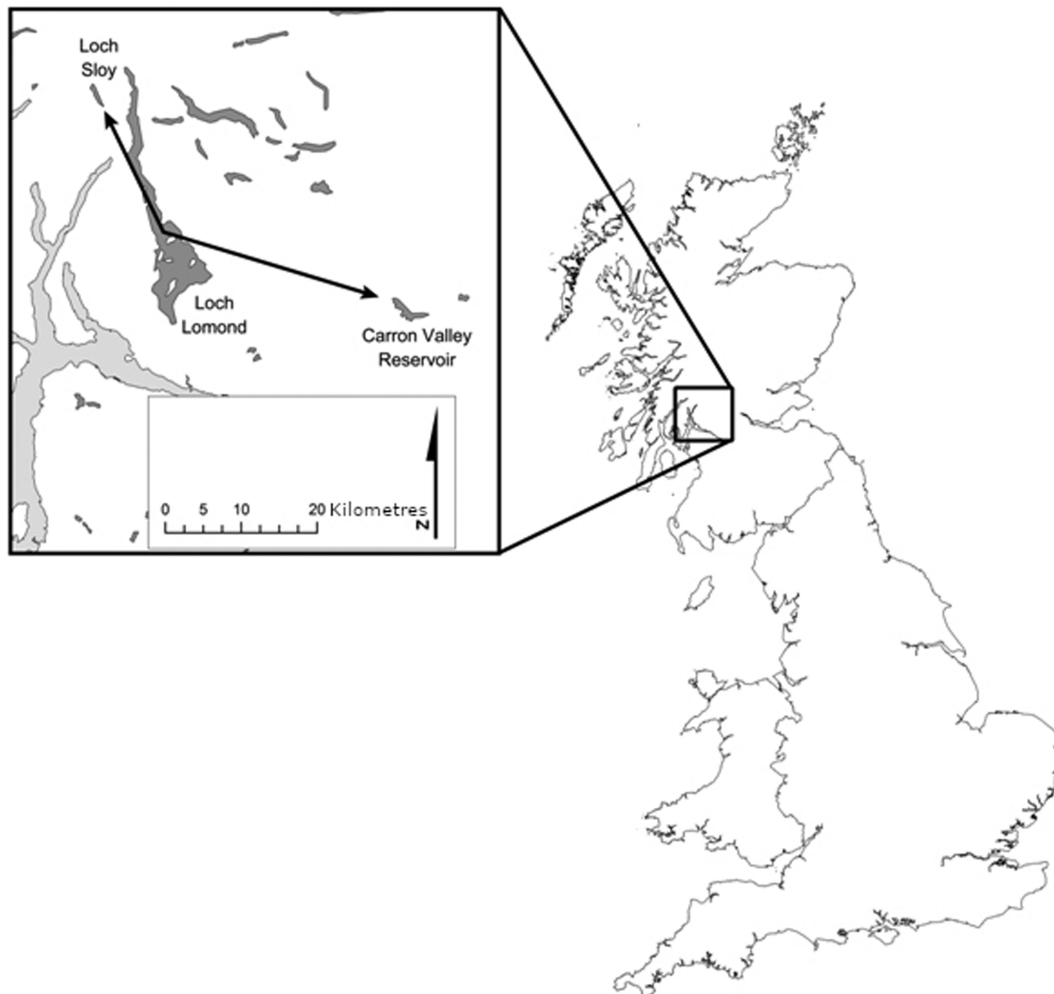 Loch
Sloy
Loch
Lomond
Carron Valley
Reservoir
0 5 10 20 Kilometres
N